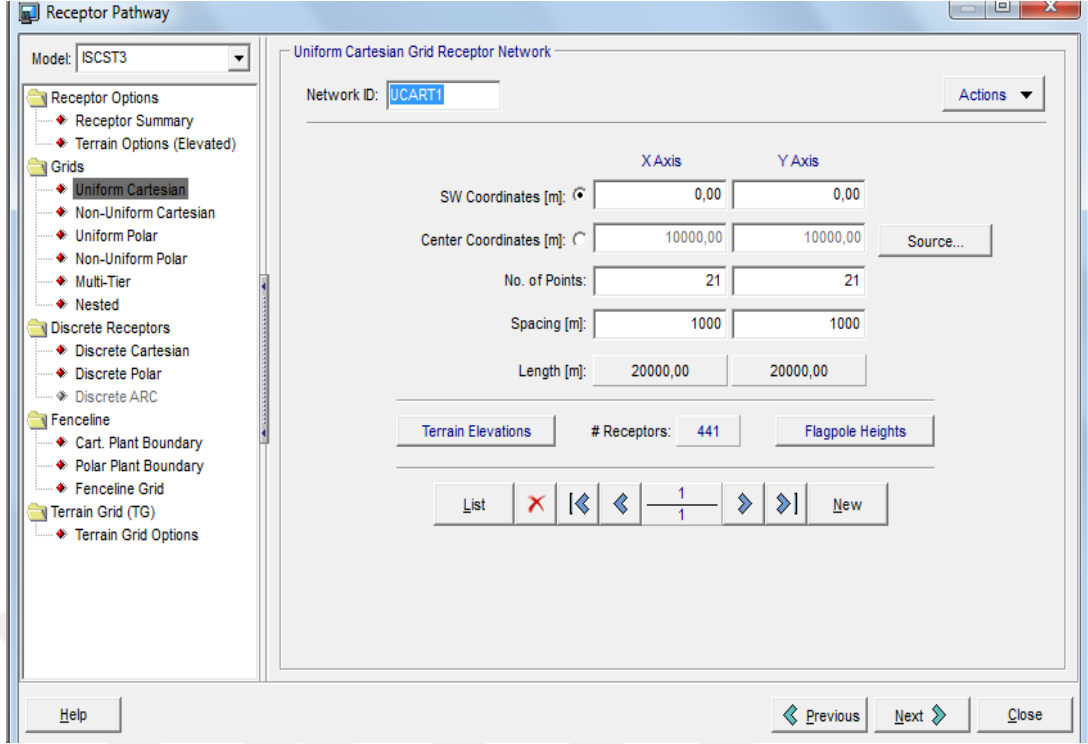 Receptor Pathway
Model: ISCST3
Receptor Options
Receptor Summary
Terrain Options (Elevated)
Grids
Uniform Cartesian
Non-Uniform Cartesian
Uniform Polar
Non-Uniform Polar
Multi-Tier
Nested
Discrete Receptors
Discrete Cartesian
Discrete Polar
Discrete ARC
Fenceline
Cart. Plant Boundary
Polar Plant Boundary
Fenceline Grid
Terrain Grid (TG)
Terrain Grid Options
Uniform Cartesian Grid Receptor Network
Network ID: UCART1
Actions
X Axis Y Axis
SW Coordinates [m]: 0,00 0,00
Center Coordinates [m]: 10000,00 10000,00 Source...
No. of Points: 21 21
Spacing [m]: 1000 1000
Length [m]: 20000,00 20000,00
Terrain Elevations # Receptors: 441 Flagpole Heights
List 1 New
1
Help Previous Next Close